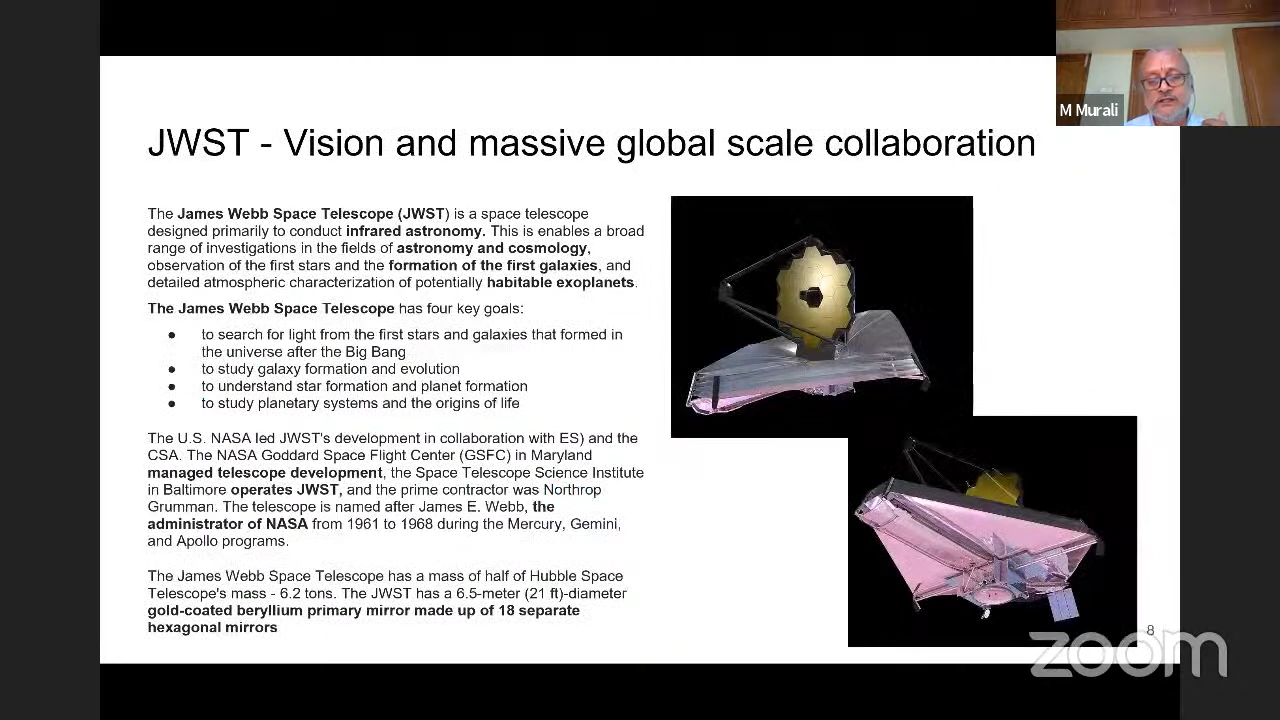 M Murali
JWST - Vision and massive global scale collaboration
The James Webb Space Telescope (JWST) is a space telescope
designed primarily to conduct infrared astronomy. This is enables a broad
range of investigations in the fields of astronomy and cosmology,
observation of the first stars and the formation of the first galaxies, and
detailed atmospheric characterization of potentially habitable exoplanets.
The James Webb Space Telescope has four key goals:
● to search for light from the first stars and galaxies that formed in
the universe after the Big Bang
● to study galaxy formation and evolution
● to understand star formation and planet formation
● to study planetary systems and the origins of life
The U.S. NASA led JWST's development in collaboration with ES) and the
CSA. The NASA Goddard Space Flight Center (GSFC) in Maryland
managed telescope development, the Space Telescope Science Institute
in Baltimore operates JWST, and the prime contractor was Northrop
Grumman. The telescope is named after James E. Webb, the
administrator of NASA from 1961 to 1968 during the Mercury, Gemini,
and Apollo programs.
The James Webb Space Telescope has a mass of half of Hubble Space
Telescope's mass - 6.2 tons. The JWST has a 6.5-meter (21 ft)-diameter
gold-coated beryllium primary mirror made up of 18 separate
hexagonal mirrors
8
zoom